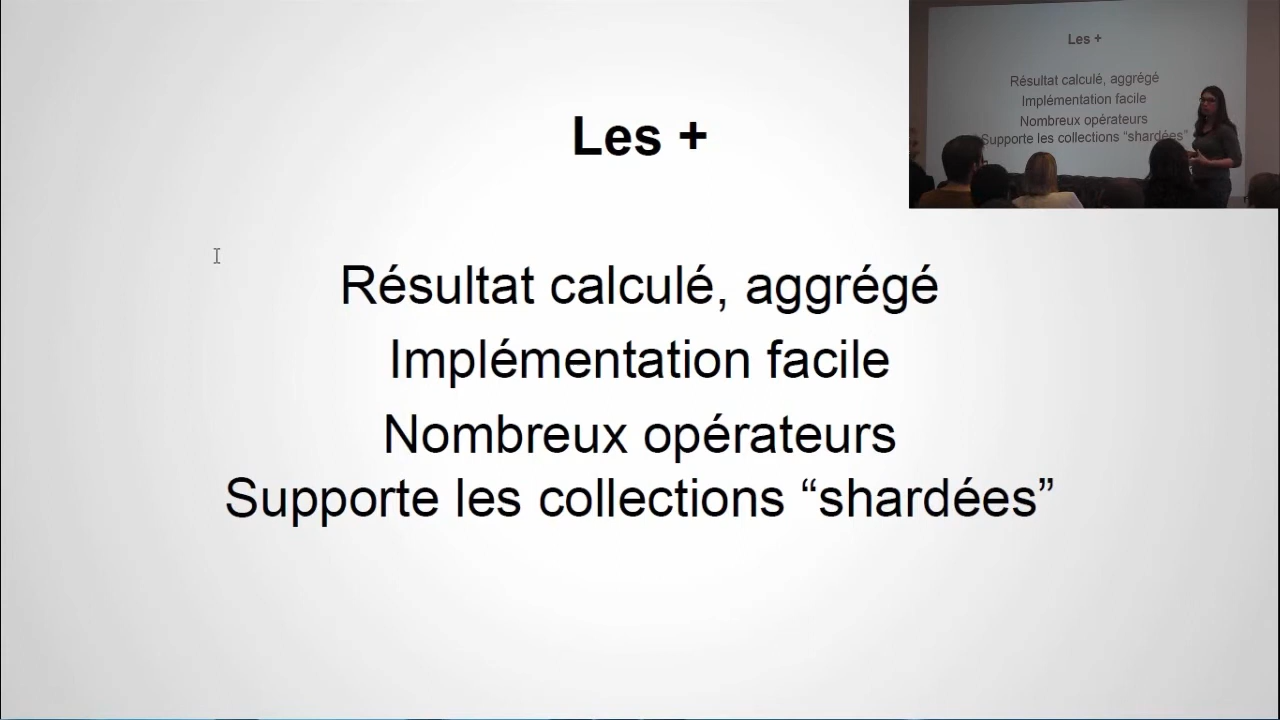 Les +
Résultat calculé, aggrégé
Implémentation facile
Nombreux opérateurs
Supporte les collections “shardées”
Les +
Résultat calculé, aggrégé
Implémentation facile
Nombreux opérateurs
Supporte les collections “shardées”